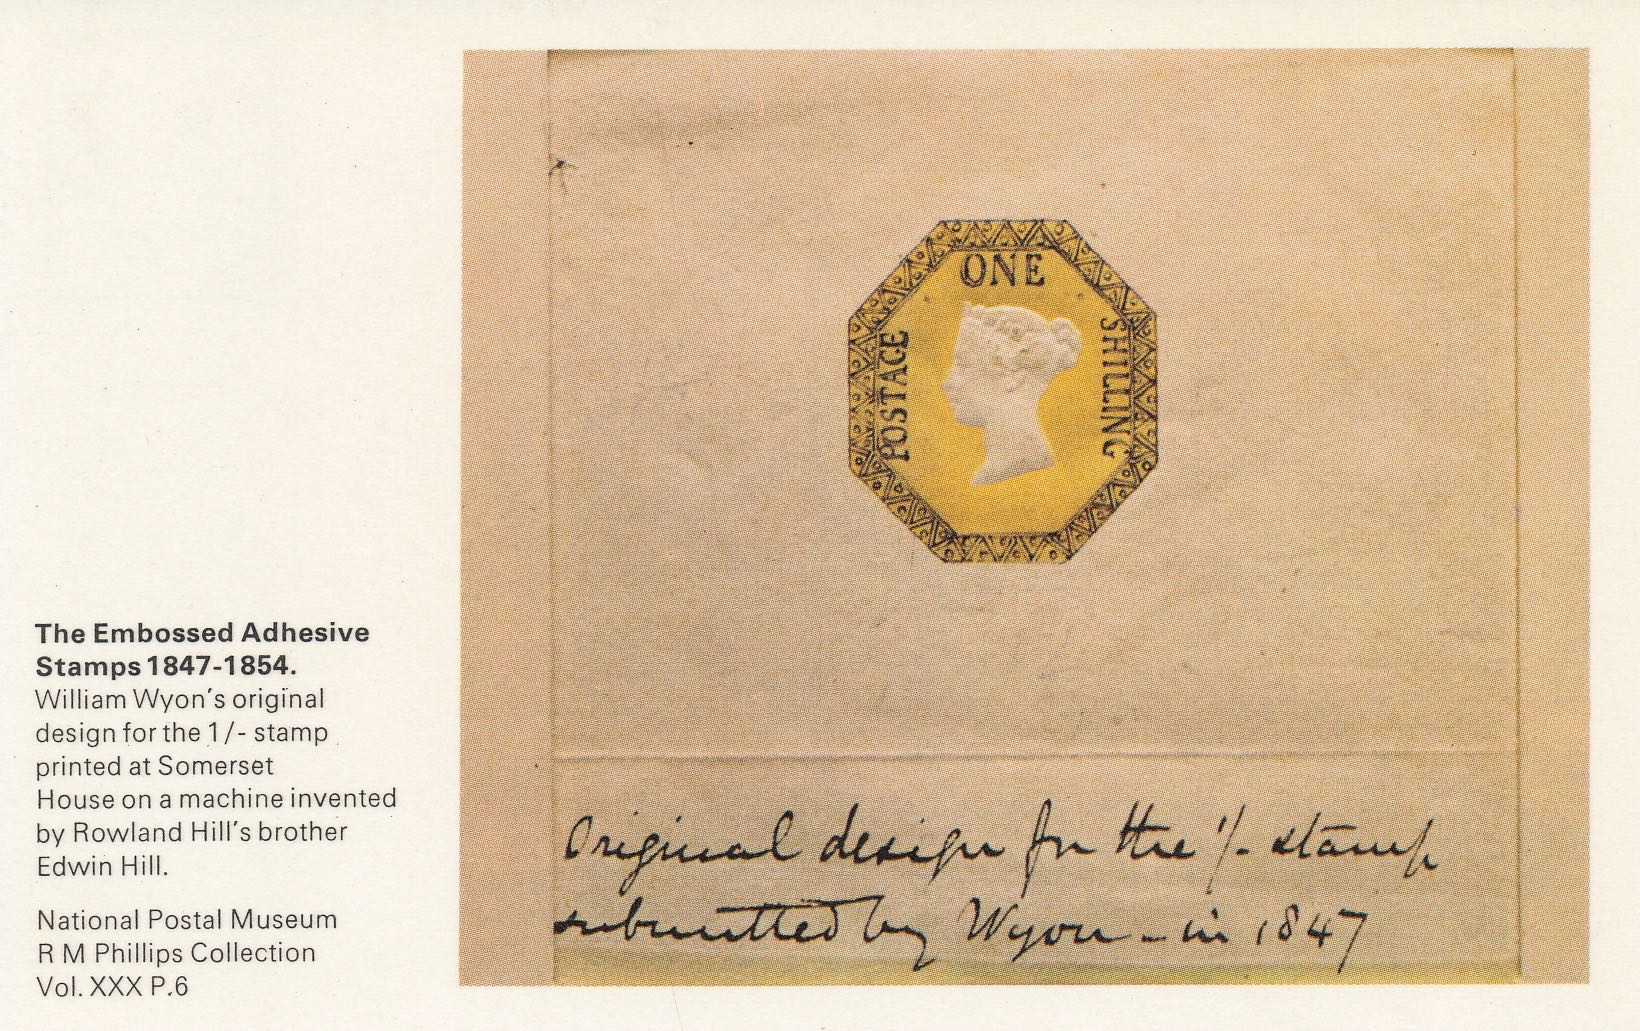 The Embossed Adhesive
Stamps 1847-1854.
William Wyon's original
design for the 1/- stamp
printed at Somerset
House on a machine invented
by Rowland Hill's brother
Edwin Hill.
National Postal Museum
R M Phillips Collection
Vol. XXX P.6
ONE
SHILLING
POSTAGE
Original design for the 1/- stamp
submitted by Wyon - in 1847